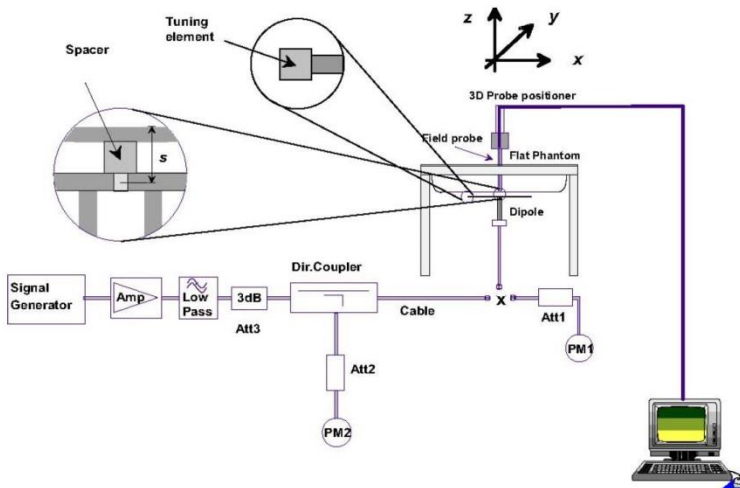 Tuning
element
z
y
x
Spacer
s
3D Probe positioner
Field probe
Flat Phantom
Dipole
Signal
Generator
Amp
Low
Pass
3dB
Att3
Dir.Coupler
Cable
x
Att1
PM1
Att2
PM2